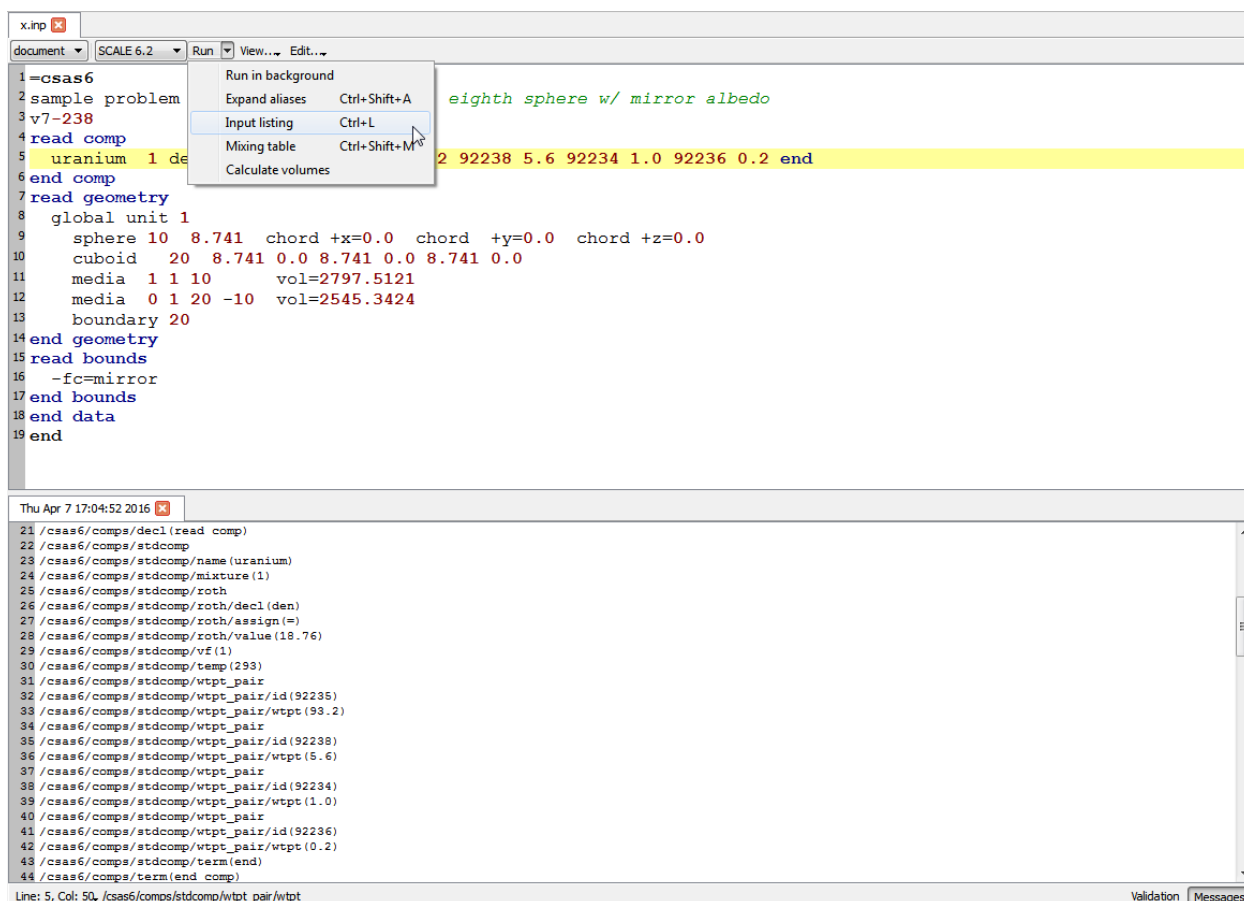 x.inp
document SCALE 6.2 Run View... Edit...
Run in background
Expand aliases Ctrl+Shift+A
Input listing Ctrl+L
Mixing table Ctrl+Shift+M
Calculate volumes
1 =csas6
2 sample problem eighth sphere w/ mirror albedo
3 v7-238
4 read comp
5 uranium 1 de 2 92238 5.6 92234 1.0 92236 0.2 end
6 end comp
7 read geometry
8 global unit 1
9 sphere 10 8.741 chord +x=0.0 chord +y=0.0 chord +z=0.0
10 cuboid 20 8.741 0.0 8.741 0.0 8.741 0.0
11 media 1 1 10 vol=2797.5121
12 media 0 1 20 -10 vol=2545.3424
13 boundary 20
14 end geometry
15 read bounds
16 -fc=mirror
17 end bounds
18 end data
19 end
Thu Apr 7 17:04:52 2016
21 /csas6/comps/decl(read comp)
22 /csas6/comps/stdcomp
23 /csas6/comps/stdcomp/name(uranium)
24 /csas6/comps/stdcomp/mixture(1)
25 /csas6/comps/stdcomp/roth
26 /csas6/comps/stdcomp/roth/decl(den)
27 /csas6/comps/stdcomp/roth/assign(=)
28 /csas6/comps/stdcomp/roth/value(18.76)
29 /csas6/comps/stdcomp/vf(1)
30 /csas6/comps/stdcomp/temp(293)
31 /csas6/comps/stdcomp/wtpt_pair
32 /csas6/comps/stdcomp/wtpt_pair/id(92235)
33 /csas6/comps/stdcomp/wtpt_pair/wtpt(93.2)
34 /csas6/comps/stdcomp/wtpt_pair
35 /csas6/comps/stdcomp/wtpt_pair/id(92238)
36 /csas6/comps/stdcomp/wtpt_pair/wtpt(5.6)
37 /csas6/comps/stdcomp/wtpt_pair
38 /csas6/comps/stdcomp/wtpt_pair/id(92234)
39 /csas6/comps/stdcomp/wtpt_pair/wtpt(1.0)
40 /csas6/comps/stdcomp/wtpt_pair
41 /csas6/comps/stdcomp/wtpt_pair/id(92236)
42 /csas6/comps/stdcomp/wtpt_pair/wtpt(0.2)
43 /csas6/comps/stdcomp/term(end)
44 /csas6/comps/term(end comp)
Line: 5, Col: 50 /csas6/comps/stdcomp/wtpt_pair/wtpt Validation Messages